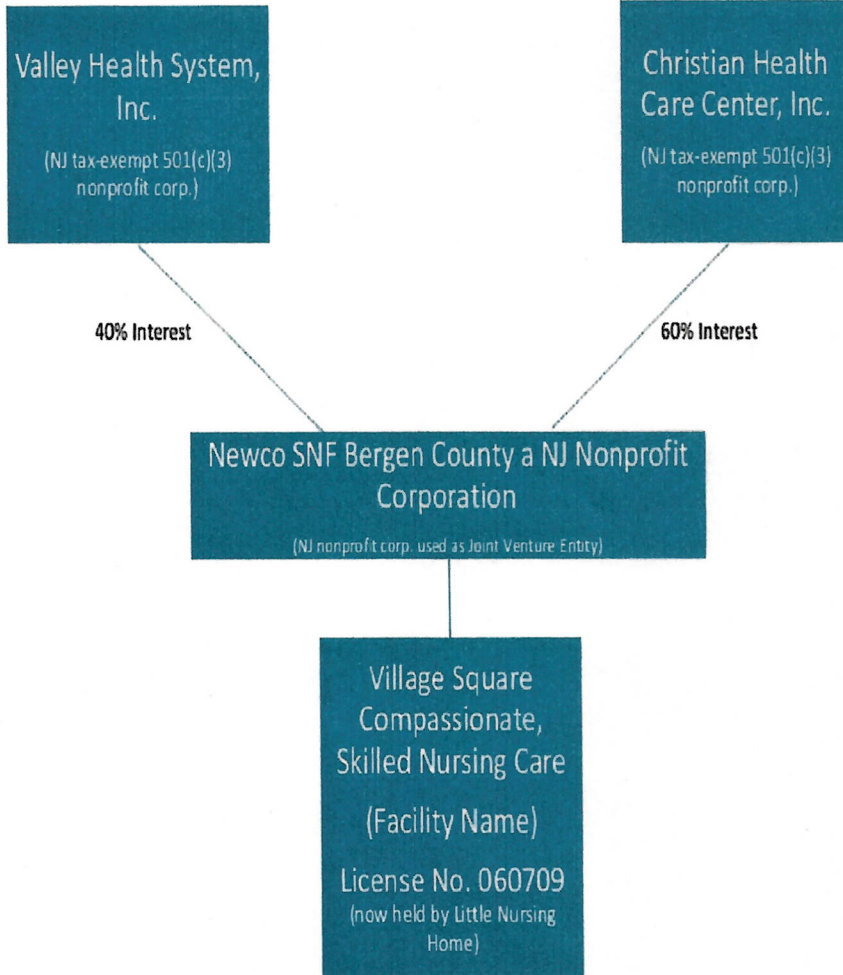 Valley Health System,
Inc.
(NJ tax-exempt 501(c)(3)
nonprofit corp.)
Christian Health
Care Center, Inc.
(NJ tax-exempt 501(c)(3)
nonprofit corp.)
40% Interest
60% Interest
Newco SNF Bergen County a NJ Nonprofit
Corporation
(NJ nonprofit corp. used as Joint Venture Entity)
Village Square
Compassionate,
Skilled Nursing Care
(Facility Name)
License No. 060709
(now held by Little Nursing
Home)